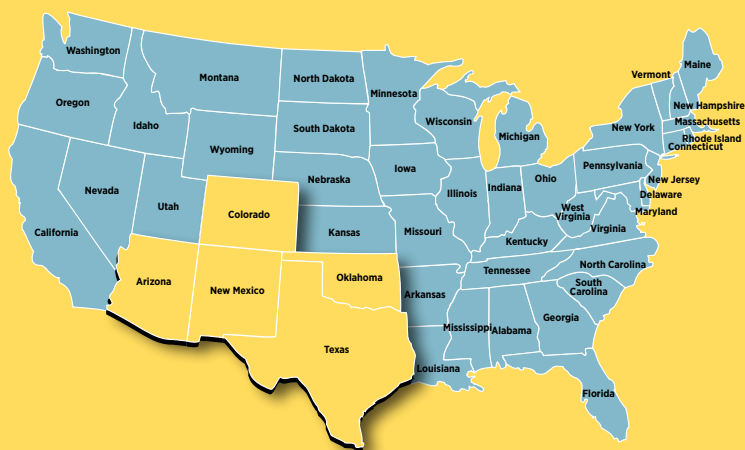 Washington
Montana
North Dakota
Minnesota
Maine
Vermont
Oregon
Idaho
South Dakota
Wisconsin
Michigan
New York
New Hampshire
Massachusetts
Rhode Island
Connecticut
Wyoming
Nebraska
Iowa
Illinois
Indiana
Ohio
Pennsylvania
New Jersey
Delaware
Maryland
Nevada
Utah
Colorado
Kansas
Missouri
Kentucky
West
Virginia
Virginia
California
Arizona
New Mexico
Oklahoma
Arkansas
Tennessee
North Carolina
South
Carolina
Texas
Louisiana
Mississippi
Alabama
Georgia
Florida